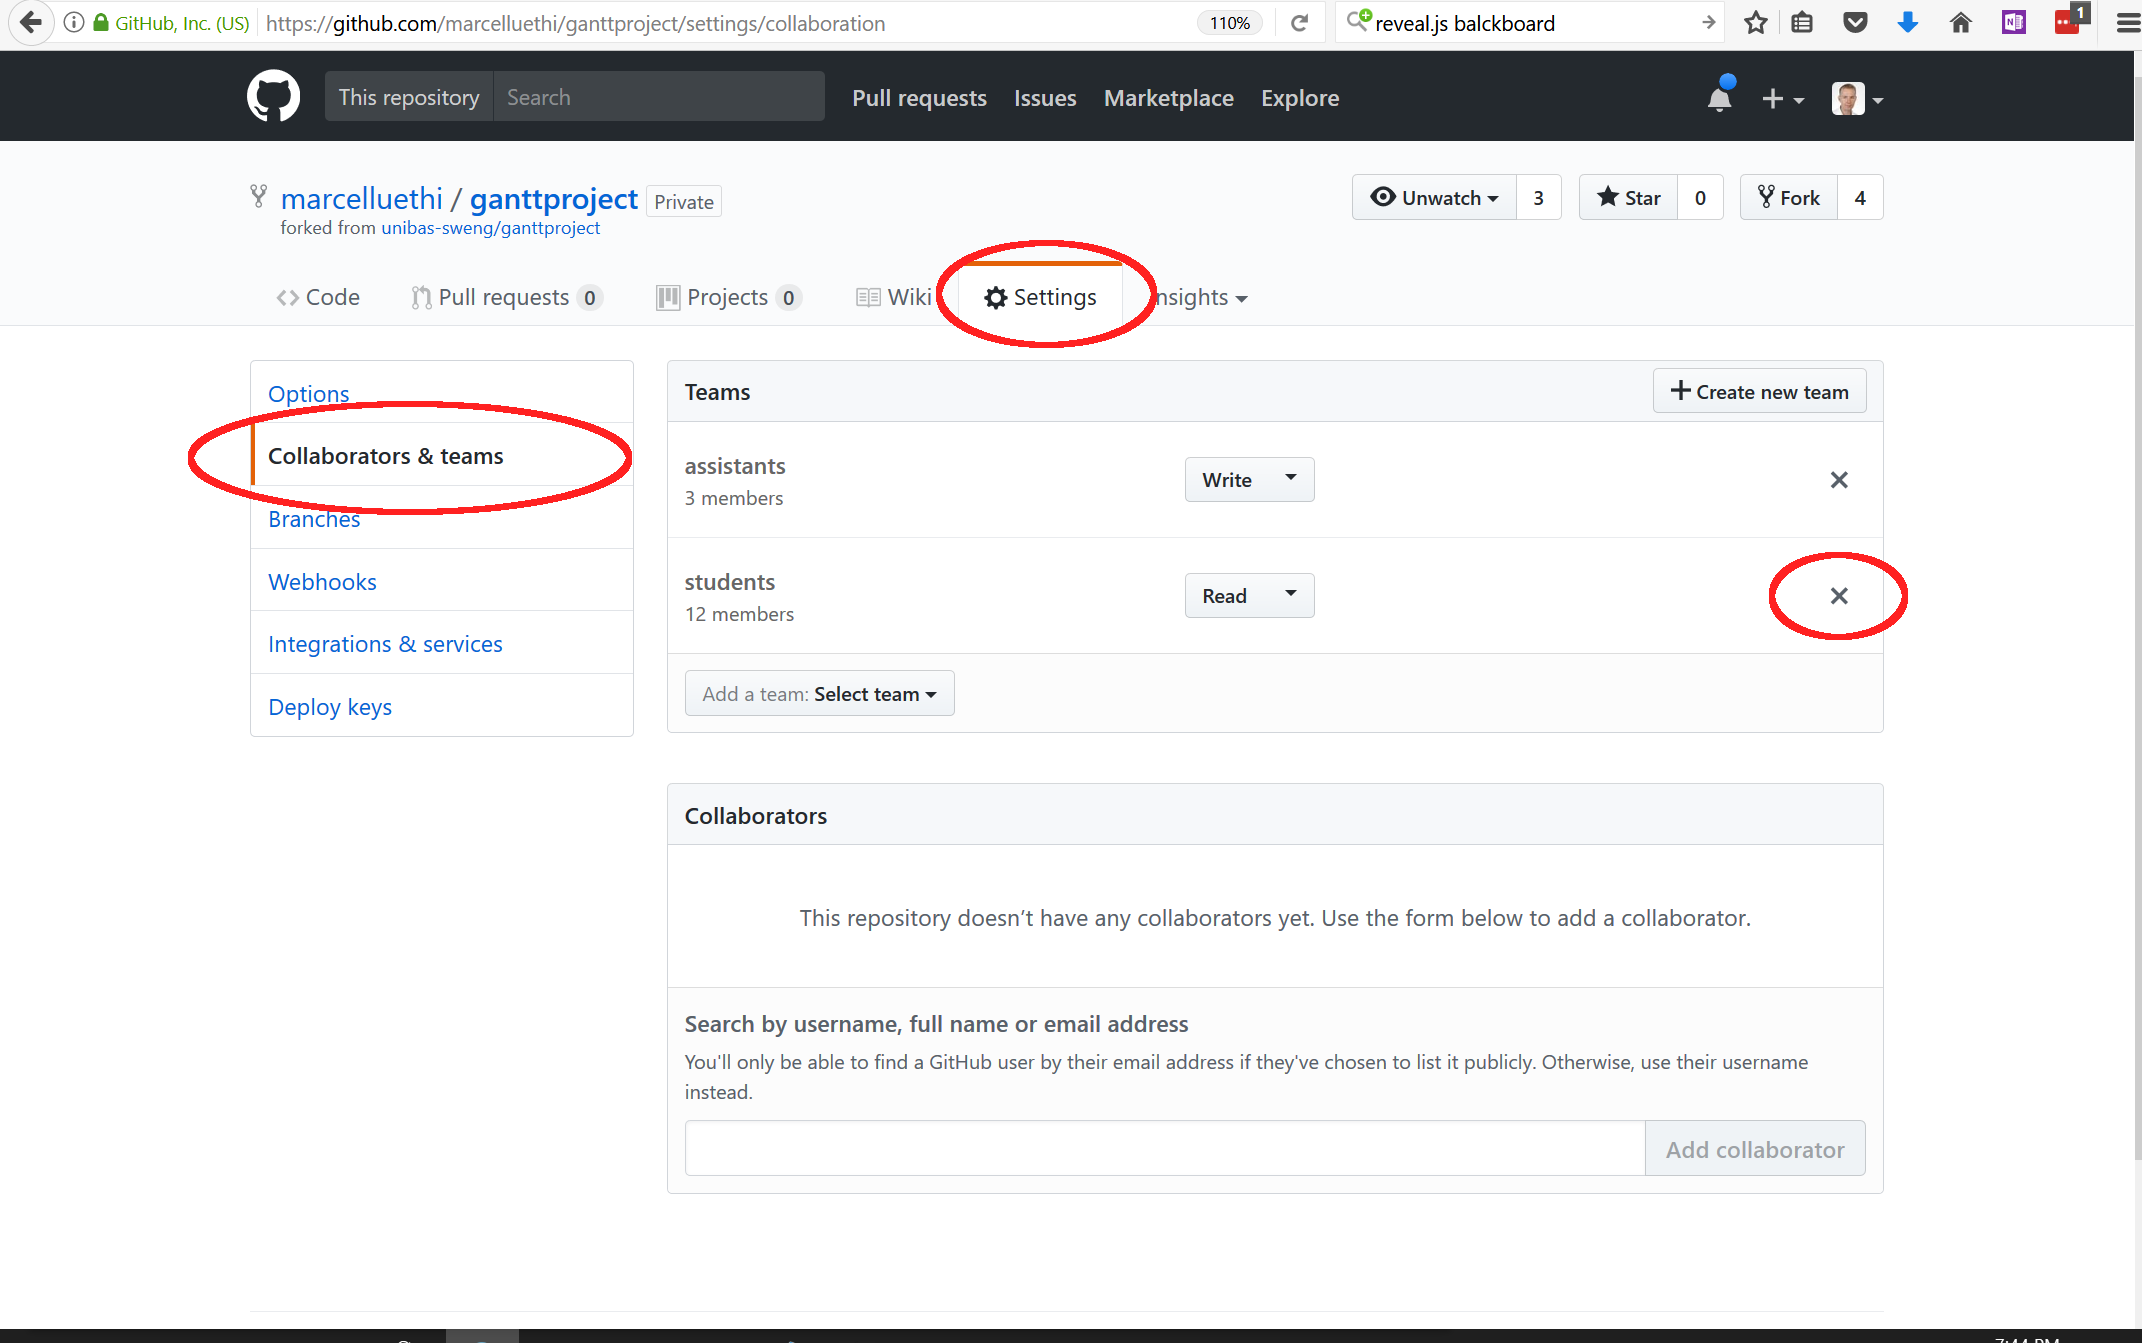 GitHub, Inc. (US) https://github.com/marcelluethi/ganttproject/settings/collaboration 110% reveal.js balckboard 1
This repository Search Pull requests Issues Marketplace Explore
marcelluethi / ganttproject Private Unwatch 3 Star 0 Fork 4
forked from unibas-sweng/ganttproject
Code Pull requests 0 Projects 0 Wiki Settings nsights
Options
Collaborators & teams
Branches
Webhooks
Integrations & services
Deploy keys
Teams Create new team
assistants
3 members
Write
students
12 members
Read
Add a team: Select team
Collaborators
This repository doesn’t have any collaborators yet. Use the form below to add a collaborator.
Search by username, full name or email address
You'll only be able to find a GitHub user by their email address if they've chosen to list it publicly. Otherwise, use their username
instead.
Add collaborator